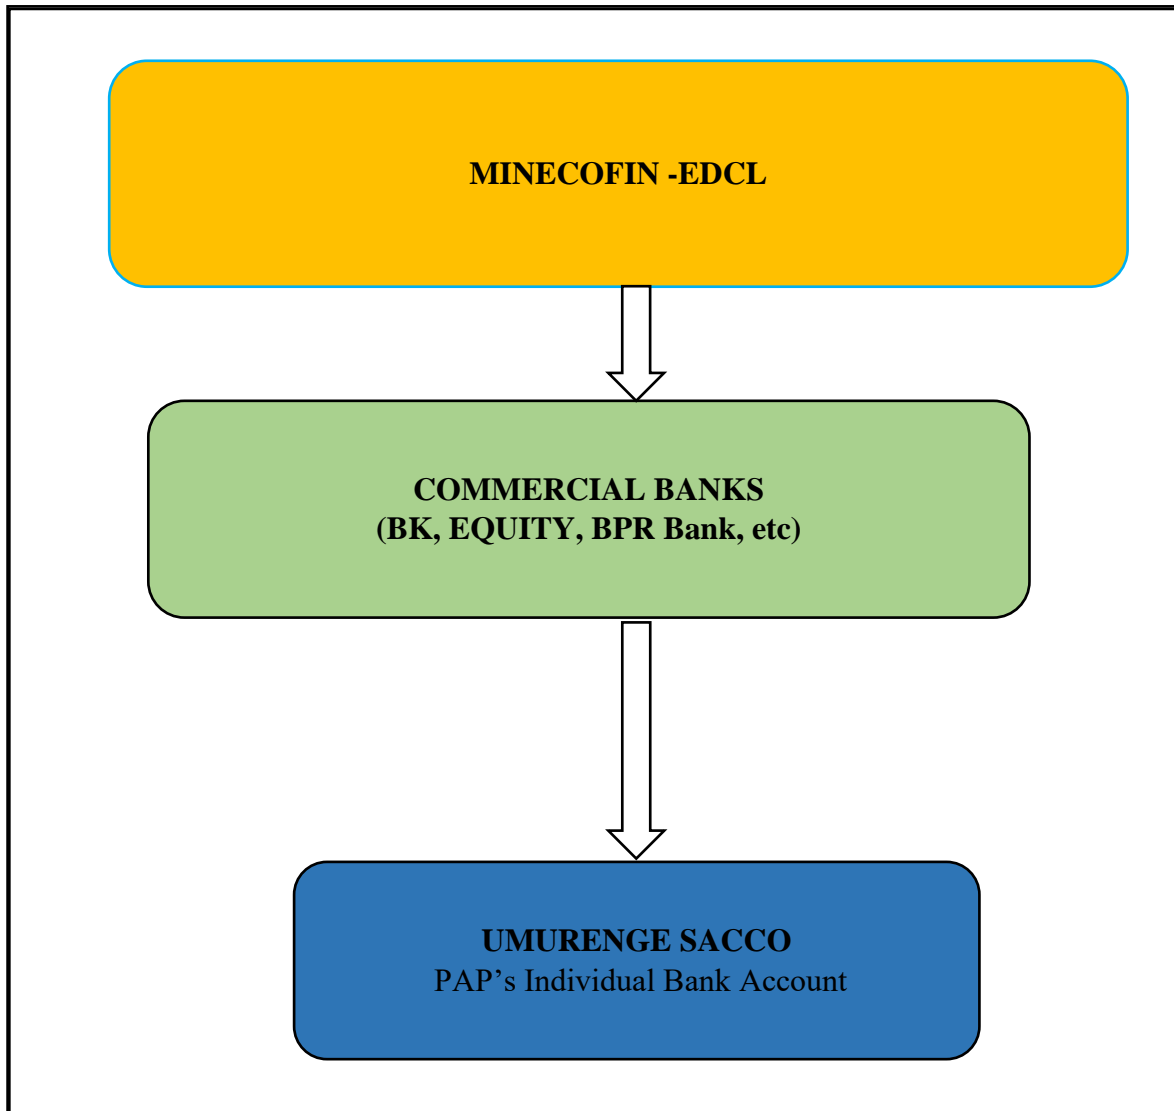 MINECOFIN -EDCL
COMMERCIAL BANKS
(BK, EQUITY, BPR Bank, etc)
UMURENGE SACCO
PAP’s Individual Bank Account